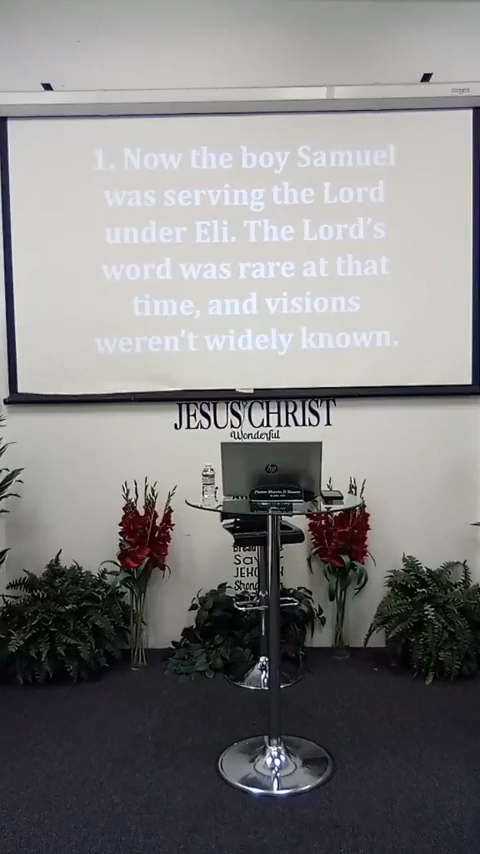 1. Now the boy Samuel
was serving the Lord
under Eli. The Lord's
word was rare at that
time, and visions
weren't widely known.
JESUS CHRIST
Wonderful
hp